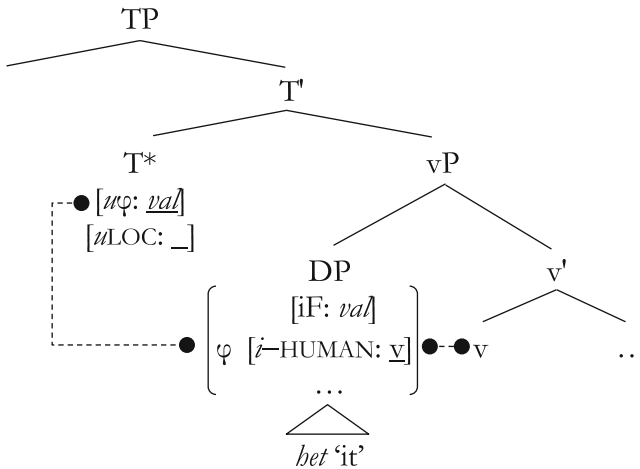 TP
T'
T* vP
[uφ: val]
[uLOC: _]
DP v'
[iF: val]
φ [i–HUMAN: v] v ..
...
het ‘it’